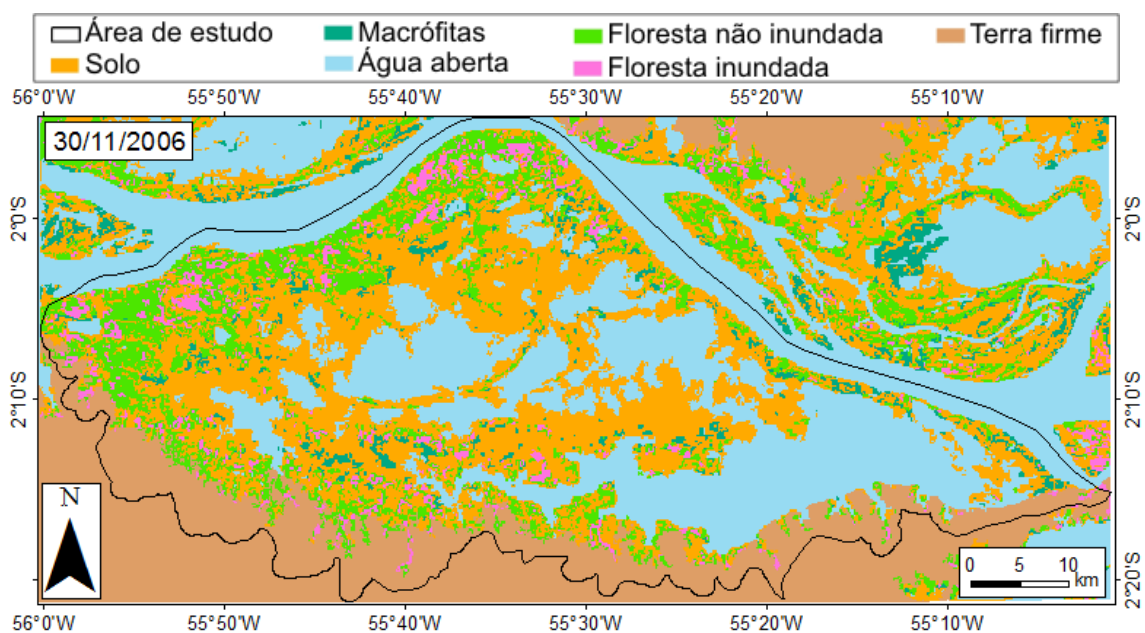 Área de estudo Macrófitas Floresta não inundada Terra firme
Solo Água aberta Floresta inundada
56°0'W 55°50'W 55°40'W 55°30'W 55°20'W 55°10'W
30/11/2006
2°0'S 2°0'S
2°10'S 2°10'S
N
0 5 10
km
2°20'S
56°0'W 55°50'W 55°40'W 55°30'W 55°20'W 55°10'W